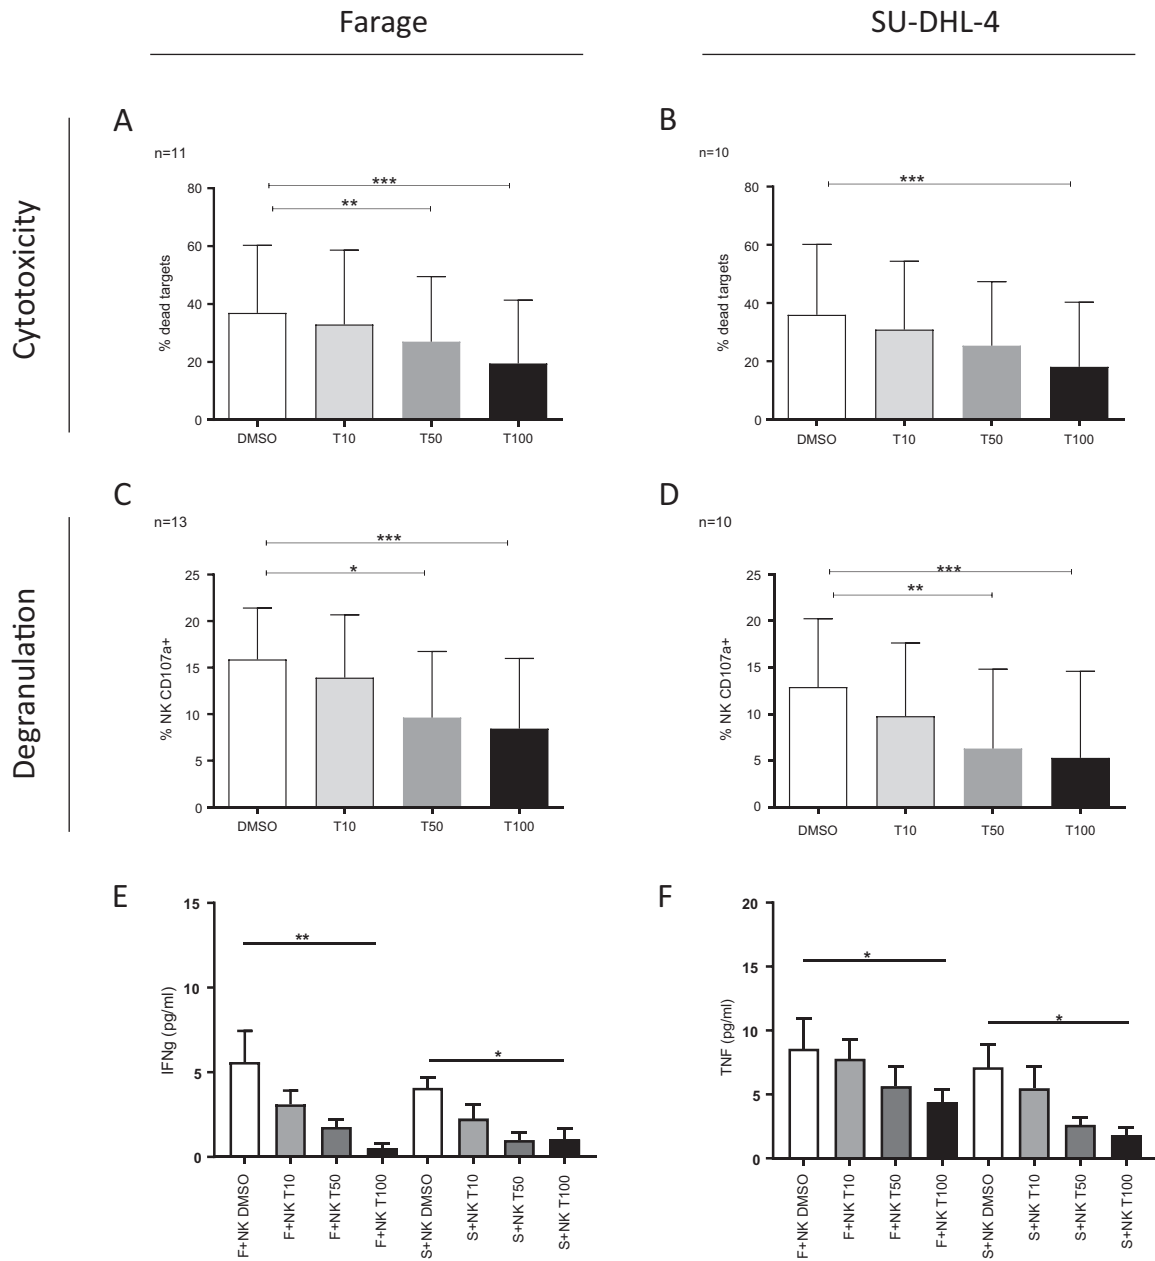 Farage
SU-DHL-4
Cytotoxicity
Degranulation
A
n=11
80
60
40
20
0
% dead targets
***
**
DMSO T10 T50 T100
B
n=10
80
60
40
20
0
% dead targets
***
DMSO T10 T50 T100
C
n=13
25
20
15
10
5
0
% NK CD107a+
***
*
DMSO T10 T50 T100
D
n=10
25
20
15
10
5
0
% NK CD107a+
***
**
DMSO T10 T50 T100
E
15
10
5
0
IFNg (pg/ml)
**
*
F+NK DMSO
F+NK T10
F+NK T50
F+NK T100
S+NK DMSO
S+NK T10
S+NK T50
S+NK T100
F
20
15
10
5
0
TNF (pg/ml)
*
*
F+NK DMSO
F+NK T10
F+NK T50
F+NK T100
S+NK DMSO
S+NK T10
S+NK T50
S+NK T100